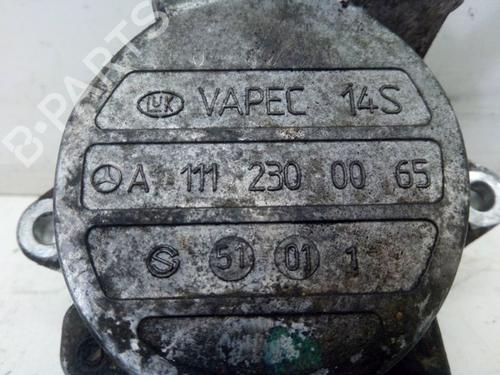 LUK VAPEC 14S
A 111 230 00 65
S 51 01 1
B-PARTS